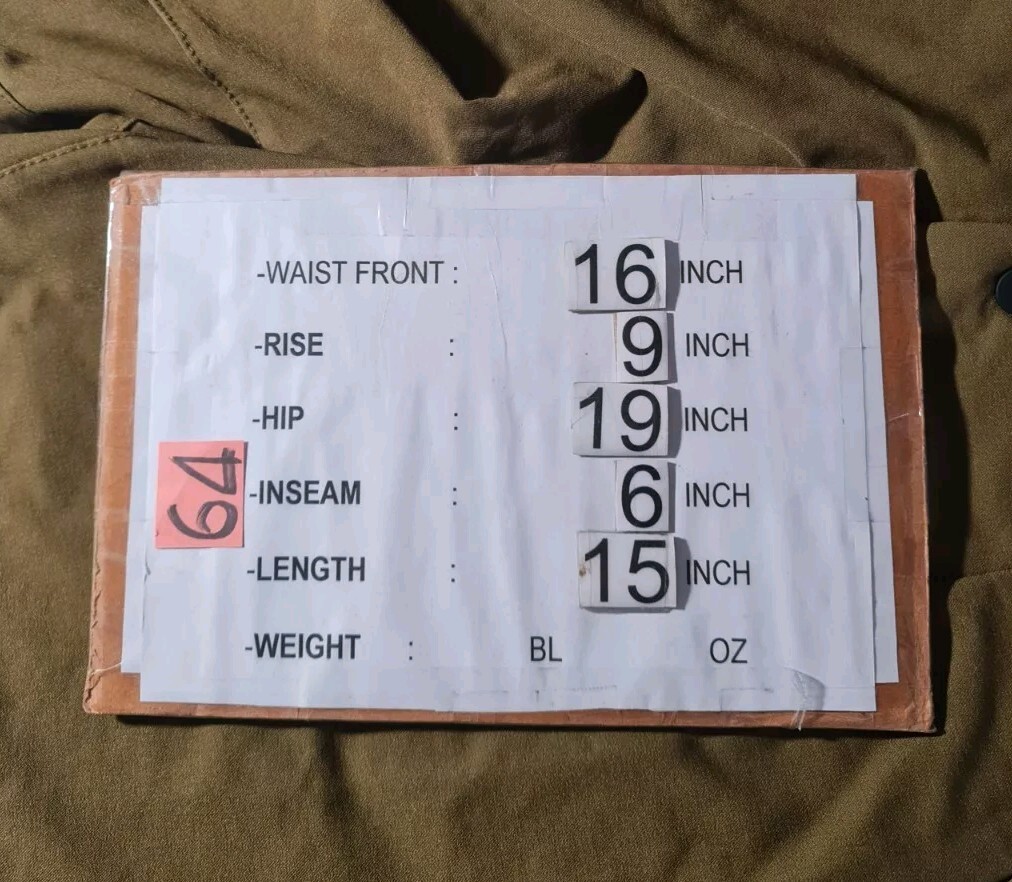 -WAIST FRONT : 16 INCH
-RISE : 9 INCH
-HIP : 19 INCH
64
-INSEAM : 6 INCH
-LENGTH : 15 INCH
-WEIGHT : BL OZ